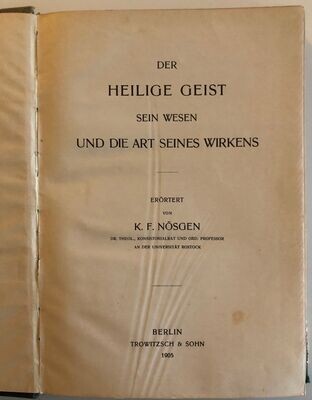 DER
HEILIGE GEIST
SEIN WESEN
UND DIE ART SEINES WIRKENS
ERÖRTERT
VON
K. F. NÖSGEN
DR. THEOL., KONSISTORIALRAT UND ORD. PROFESSOR
AN DER UNIVERSITÄT ROSTOCK
BERLIN
TROWITZSCH & SOHN
1905